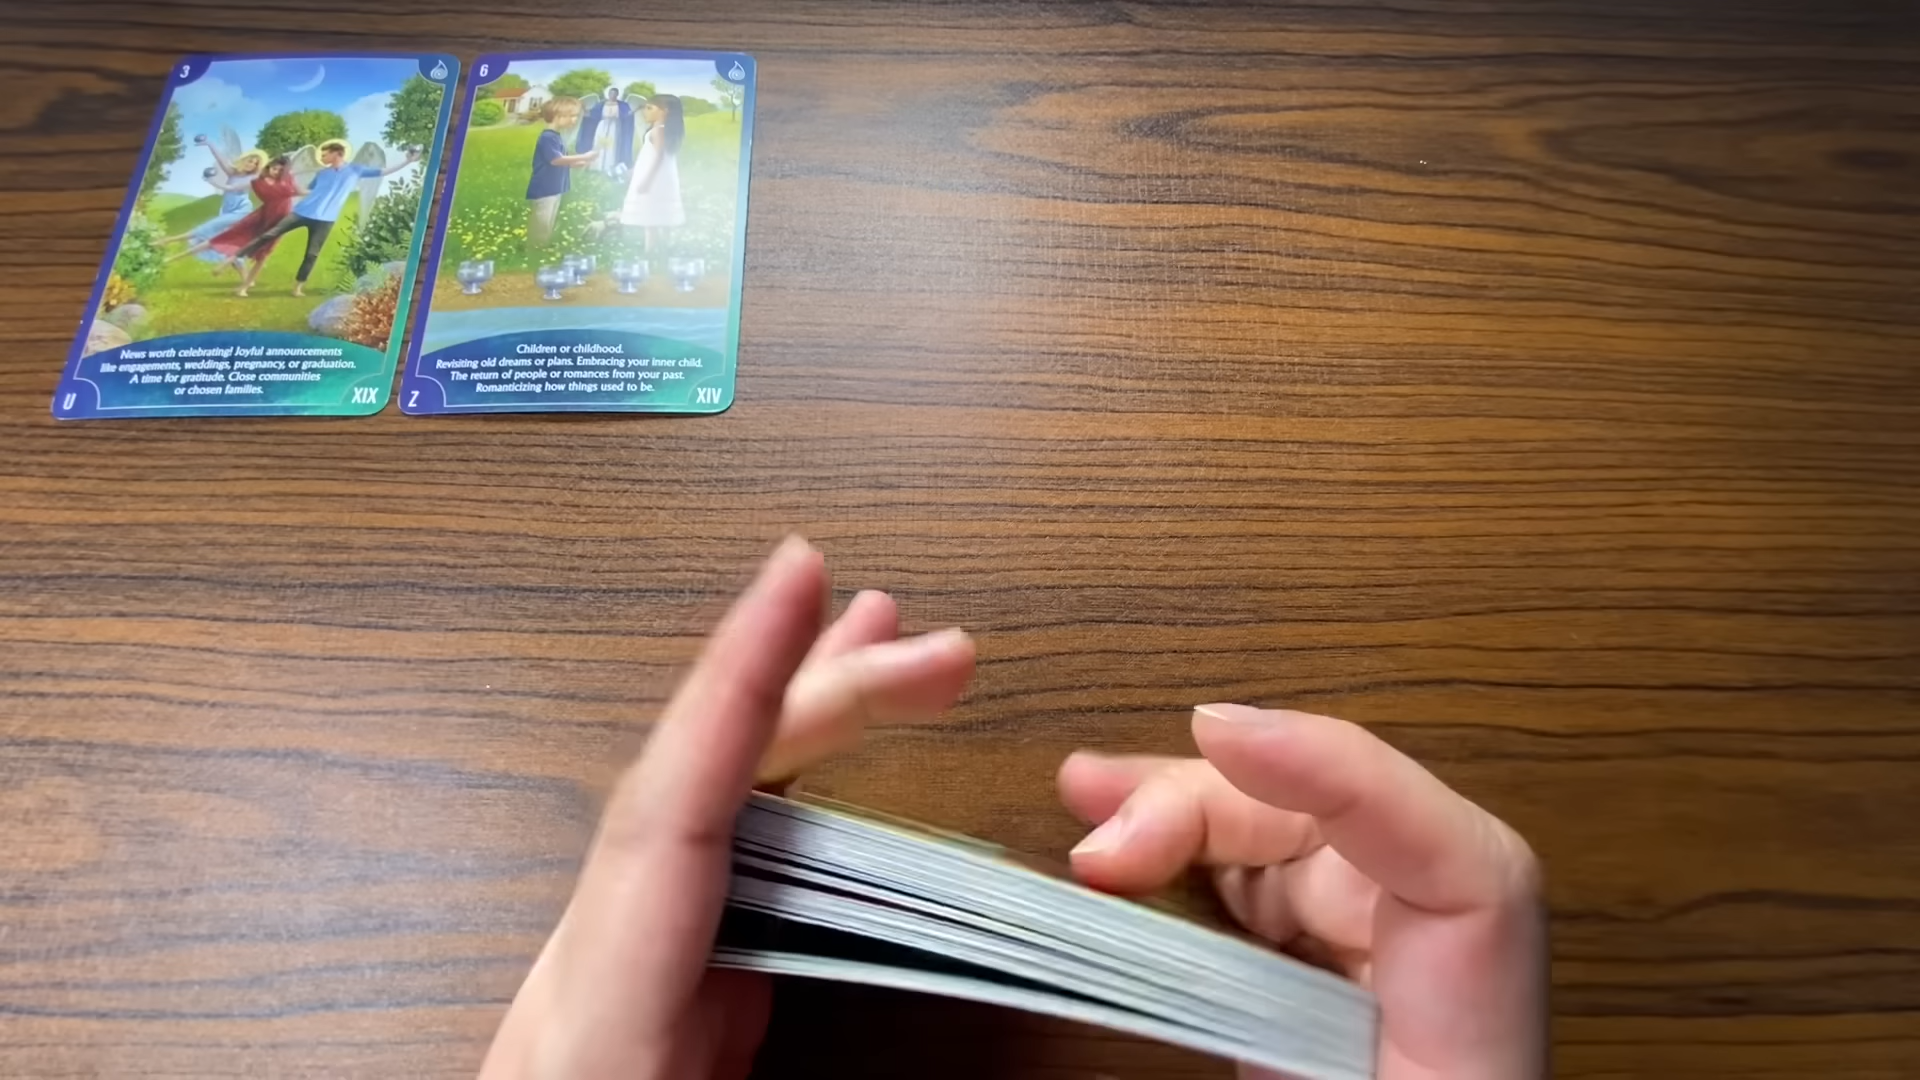 3
News worth celebrating! Joyful announcements
like engagements, weddings, pregnancy, or graduation.
A time for gratitude. Close communities
or chosen families.
U
XIX
6
Children or childhood.
Revisiting old dreams or plans. Embracing your inner child.
The return of people or romances from your past.
Romanticizing how things used to be.
Z
XIV